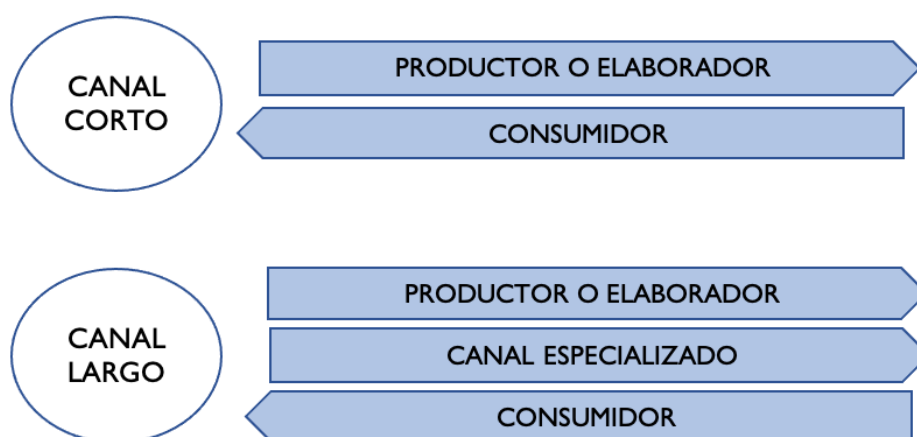 CANAL
CORTO
PRODUCTOR O ELABORADOR
CONSUMIDOR
CANAL
LARGO
PRODUCTOR O ELABORADOR
CANAL ESPECIALIZADO
CONSUMIDOR